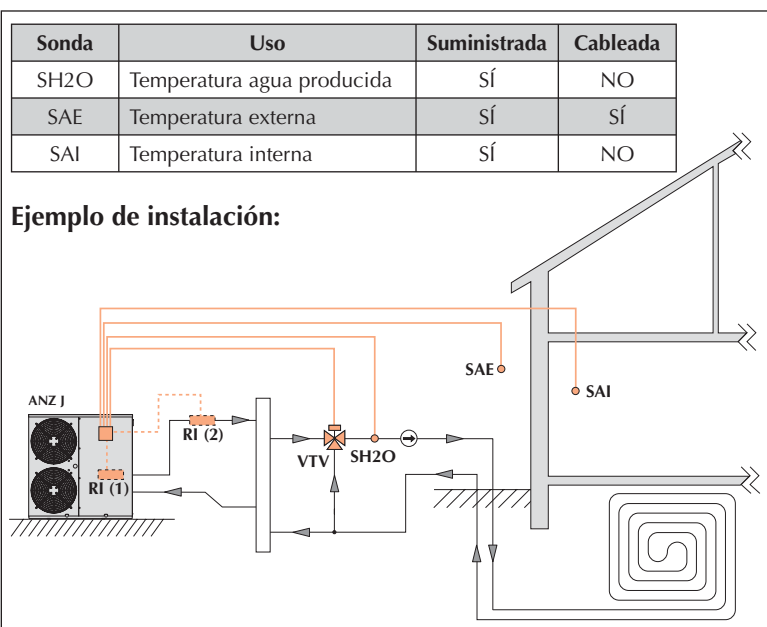 Sonda Uso Suministrada Cableada
SH2O Temperatura agua producida SÍ NO
SAE Temperatura externa SÍ SÍ
SAI Temperatura interna SÍ NO
Ejemplo de instalación:
SAE
SAI
ANZ J
RI (2)
VTV
SH2O
RI (1)